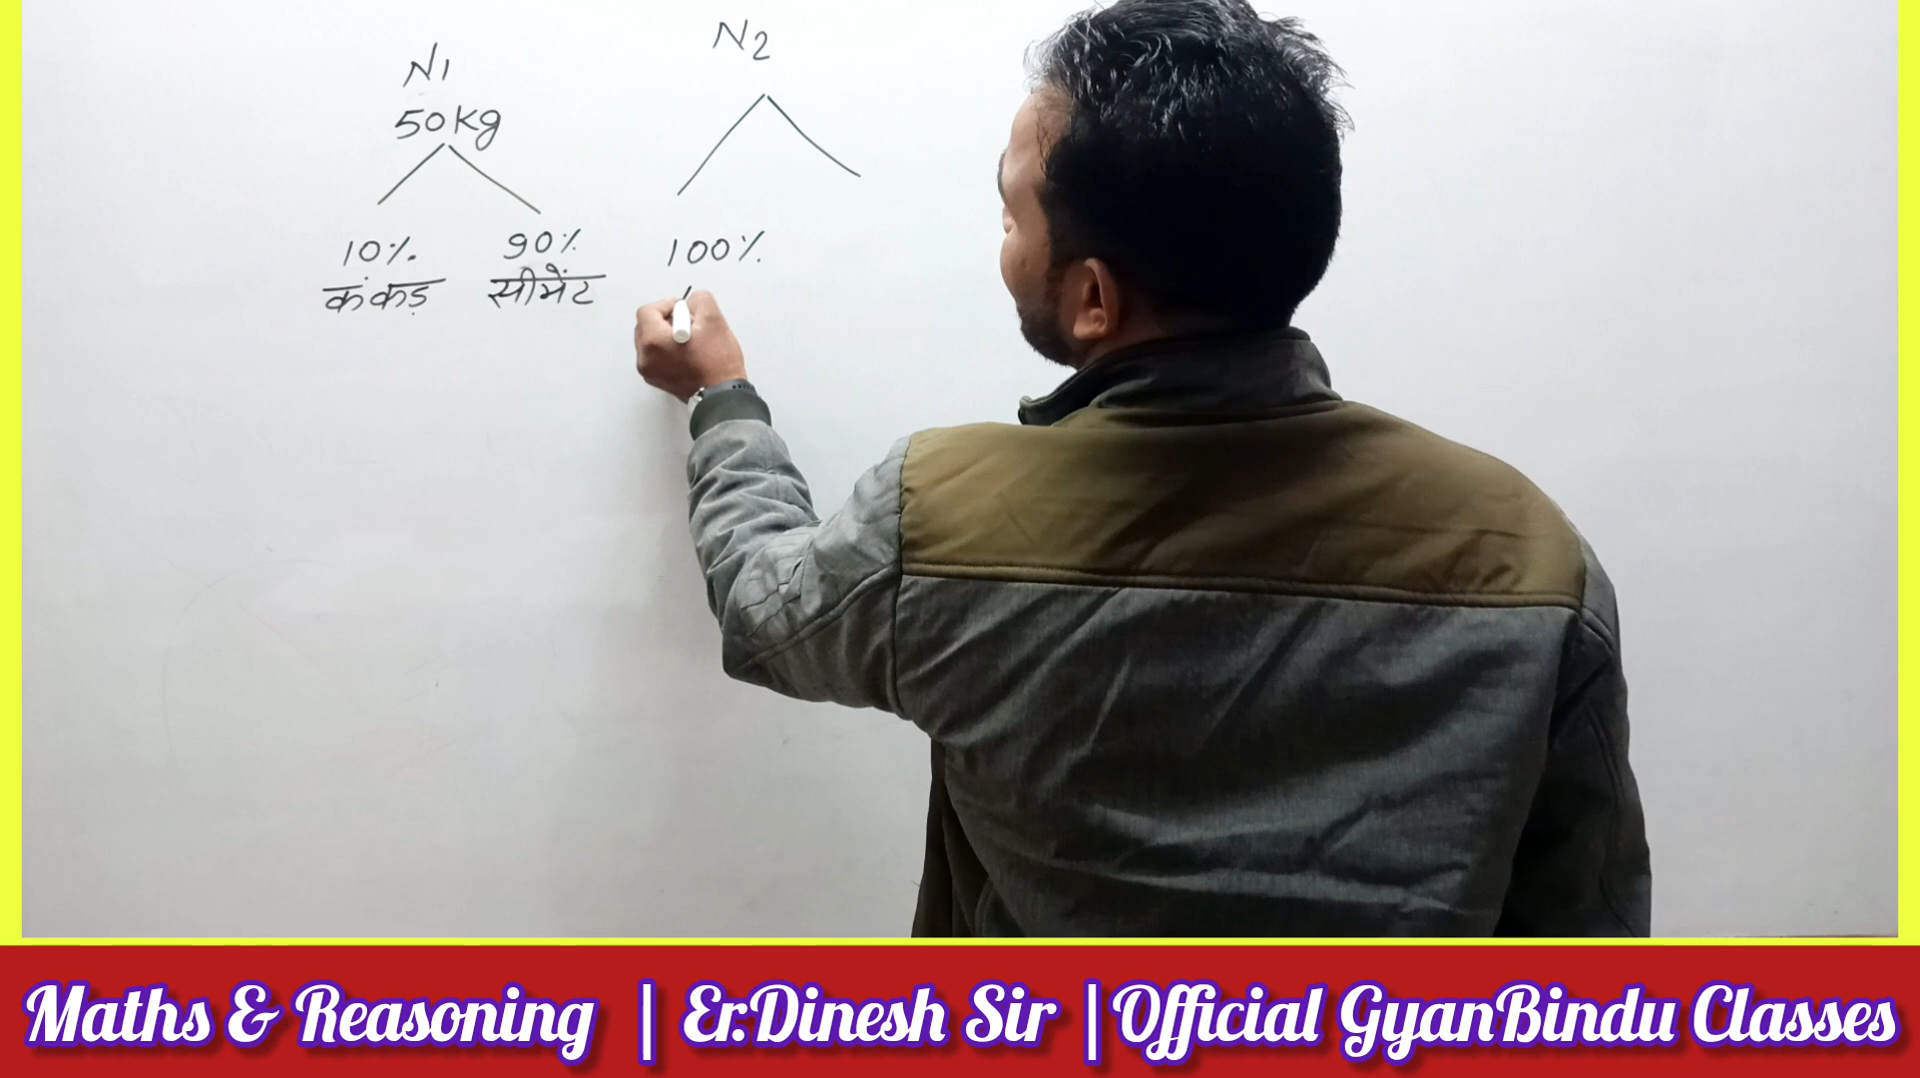 N1
50kg
10%.
90%
कंकड़
सीमेंट
N2
100%.
Maths & Reasoning | Er.Dinesh Sir | Official GyanBindu Classes